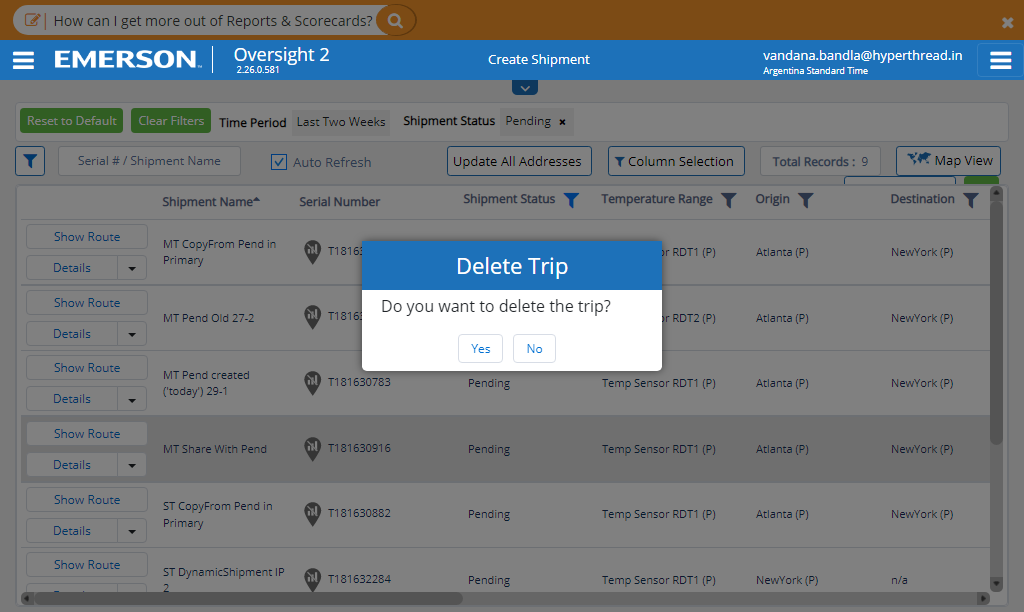 How can I get more out of Reports & Scorecards?
EMERSON
Oversight 2
2.26.0.581
Create Shipment
vandana.bandla@hyperthread.in
Argentina Standard Time
Reset to Default
Clear Filters
Time Period
Last Two Weeks
Shipment Status
Pending ×
Serial # / Shipment Name
Auto Refresh
Update All Addresses
Column Selection
Total Records : 9
Map View
Shipment Name
Serial Number
Shipment Status
Temperature Range
Origin
Destination
Show Route
Details
MT CopyFrom Pend in
Primary
r RDT1 (P)
Atlanta (P)
NewYork (P)
Show Route
Details
MT Pend Old 27-2
r RDT2 (P)
Atlanta (P)
NewYork (P)
Delete Trip
Do you want to delete the trip?
Yes
No
Show Route
Details
MT Pend created
('today') 29-1
T181630783
Pending
Temp Sensor RDT1 (P)
Atlanta (P)
NewYork (P)
Show Route
Details
MT Share With Pend
T181630916
Pending
Temp Sensor RDT1 (P)
Atlanta (P)
NewYork (P)
Show Route
Details
ST CopyFrom Pend in
Primary
T181630882
Pending
Temp Sensor RDT1 (P)
Atlanta (P)
NewYork (P)
Show Route
ST DynamicShipment IP
2
T181632284
Pending
Temp Sensor RDT1 (P)
NewYork (P)
n/a